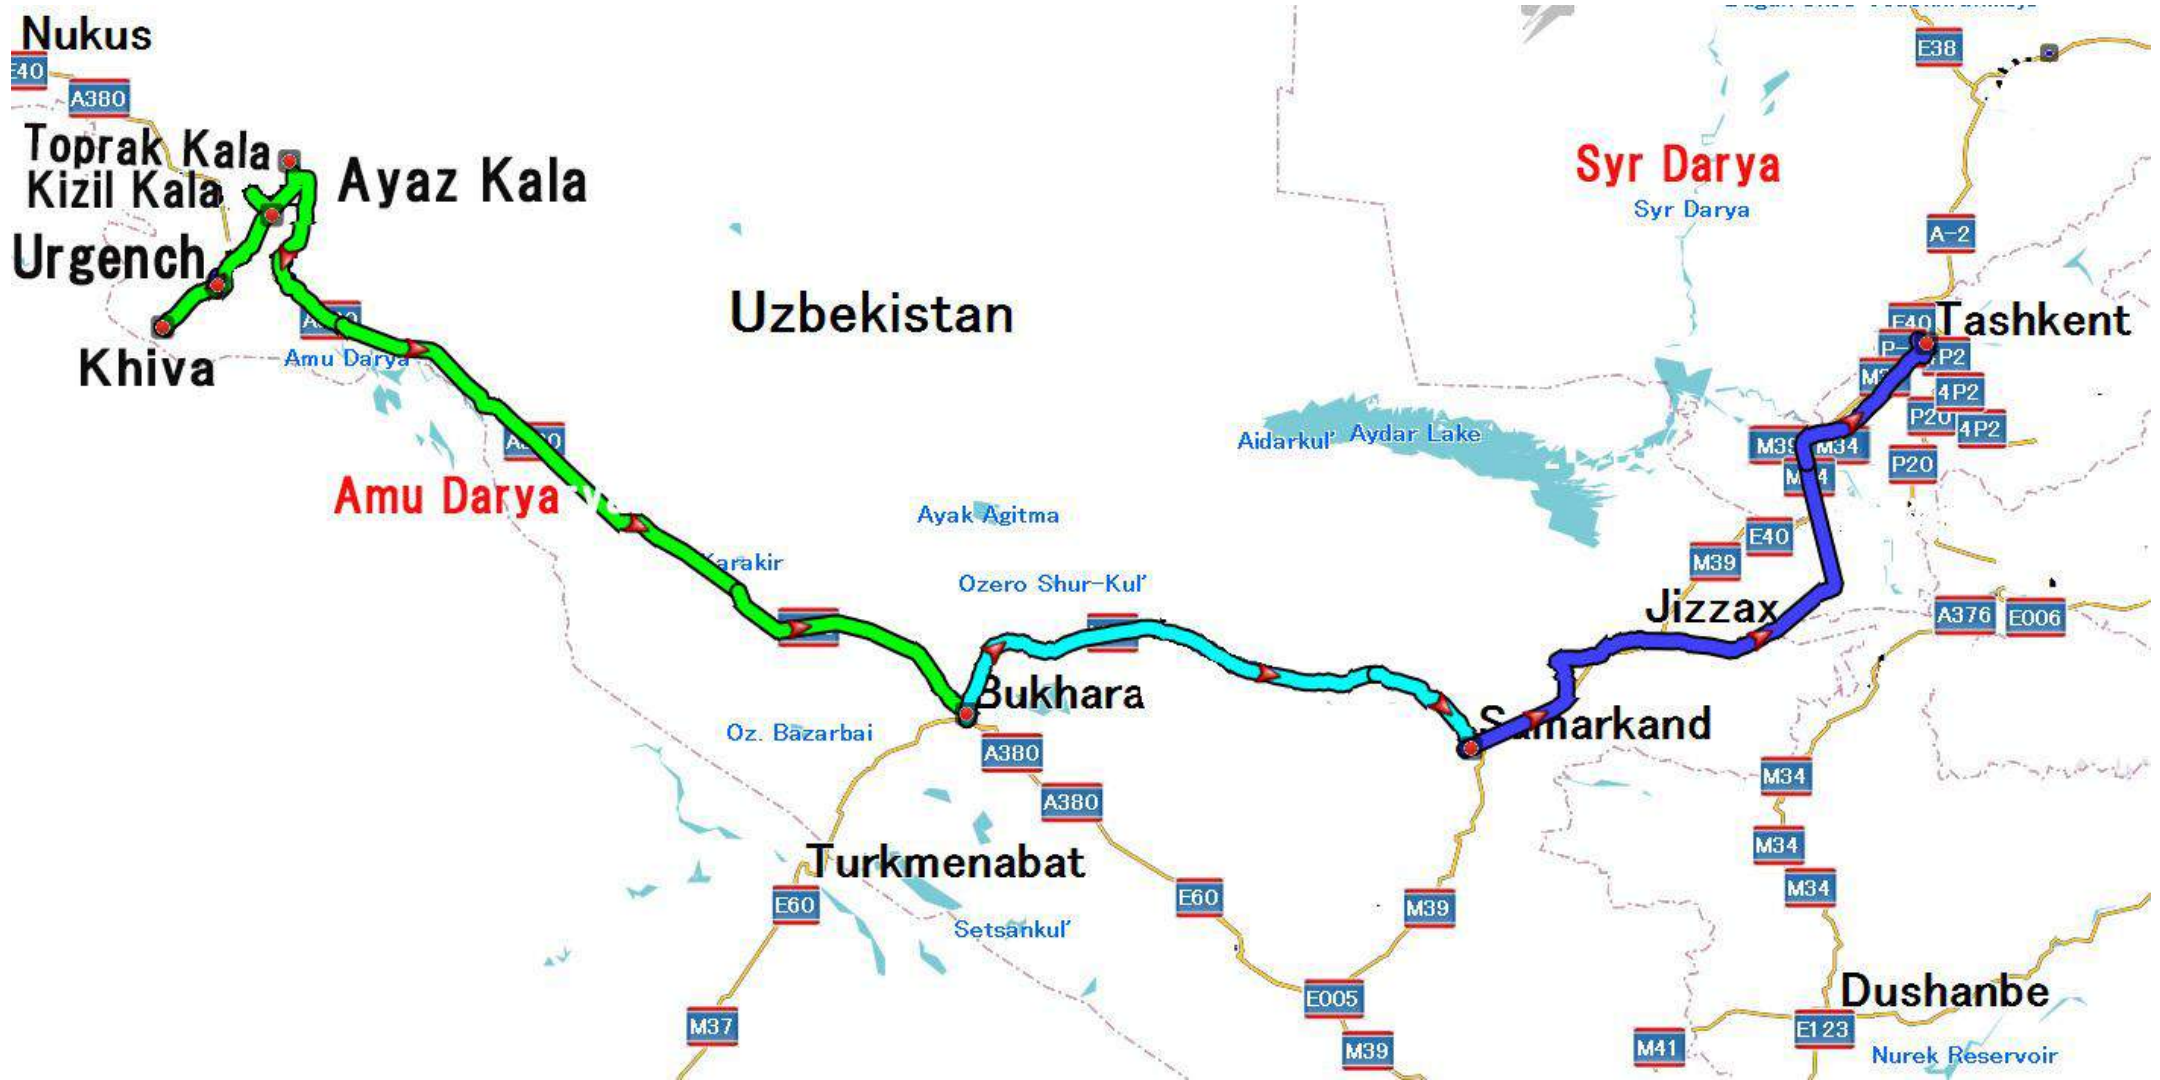 Nukus
E38
E40
A380
Toprak Kala
Kizil Kala
Ayaz Kala
Syr Darya
Syr Darya
A-2
Urgench
Uzbekistan
E40
Tashkent
4P2
Khiva
Amu Darya
4P2
P20
4P2
Aidarkul'
Aydar Lake
M39
M34
P20
Amu Darya
Ayak Agitma
E40
M39
Ozero Shur-Kul'
Jizzax
A376
E006
Bukhara
Samarkand
Oz. Bazarbai
A380
M34
A380
M34
Turkmenabat
M34
E60
E60
M39
Setsankul'
Dushanbe
E005
M37
E123
M39
M41
Nurek Reservoir